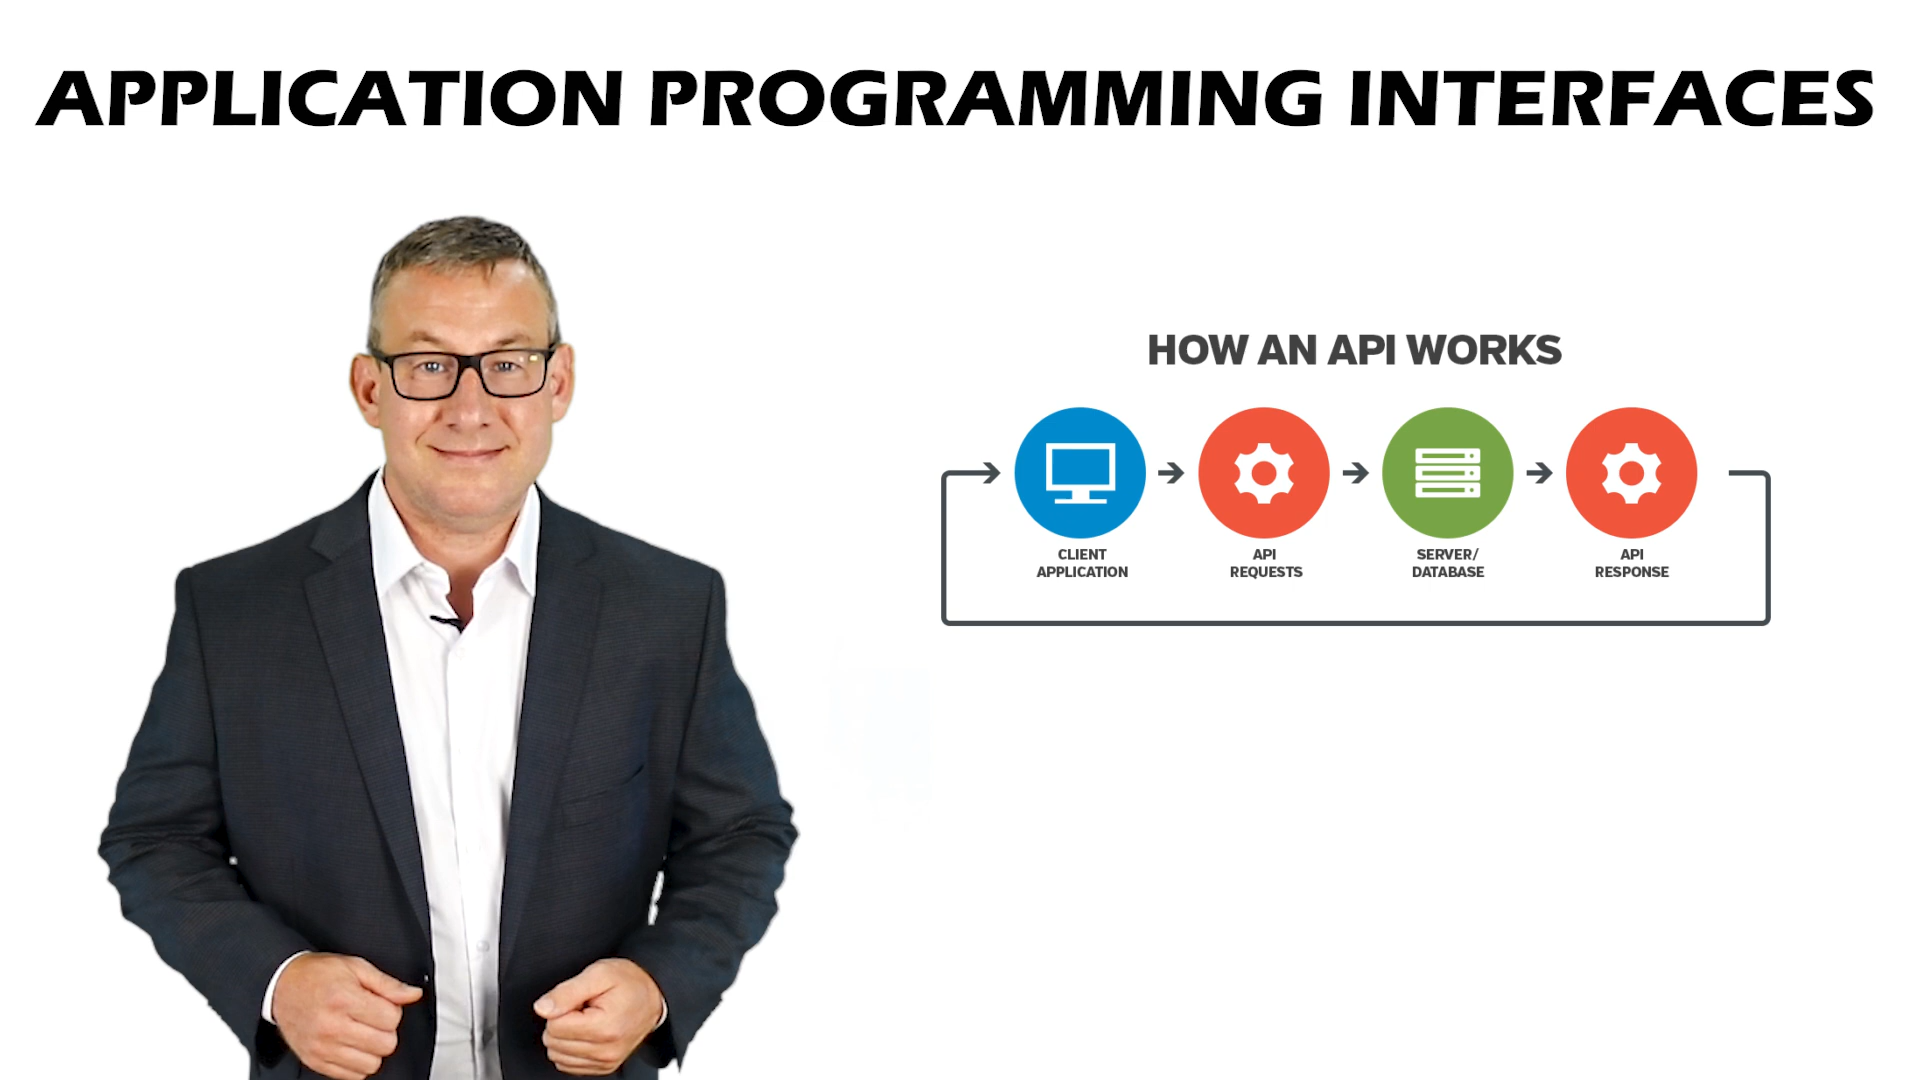 APPLICATION PROGRAMMING INTERFACES
HOW AN API WORKS
CLIENT
APPLICATION
API
REQUESTS
SERVER/
DATABASE
API
RESPONSE